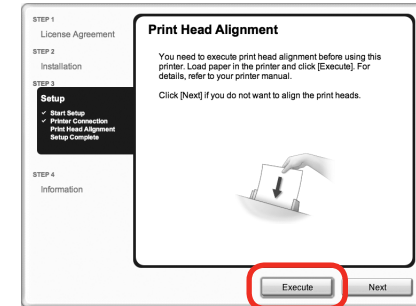 STEP 1
License Agreement
STEP 2
Installation
STEP 3
Setup
✓ Start Setup
✓ Printer Connection
Print Head Alignment
Setup Complete
STEP 4
Information
Print Head Alignment
You need to execute print head alignment before using this
printer. Load paper in the printer and click [Execute]. For
details, refer to your printer manual.
Click [Next] if you do not want to align the print heads.
Execute
Next